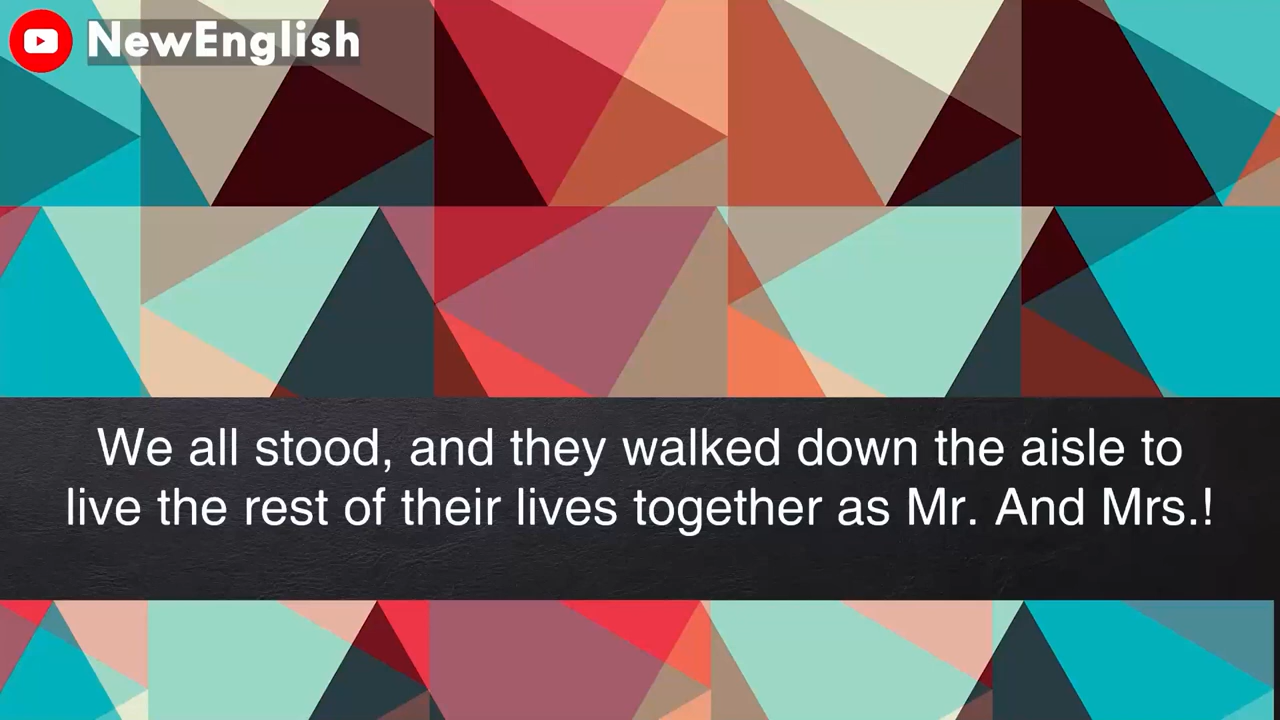 NewEnglish
We all stood, and they walked down the aisle to
live the rest of their lives together as Mr. And Mrs.!